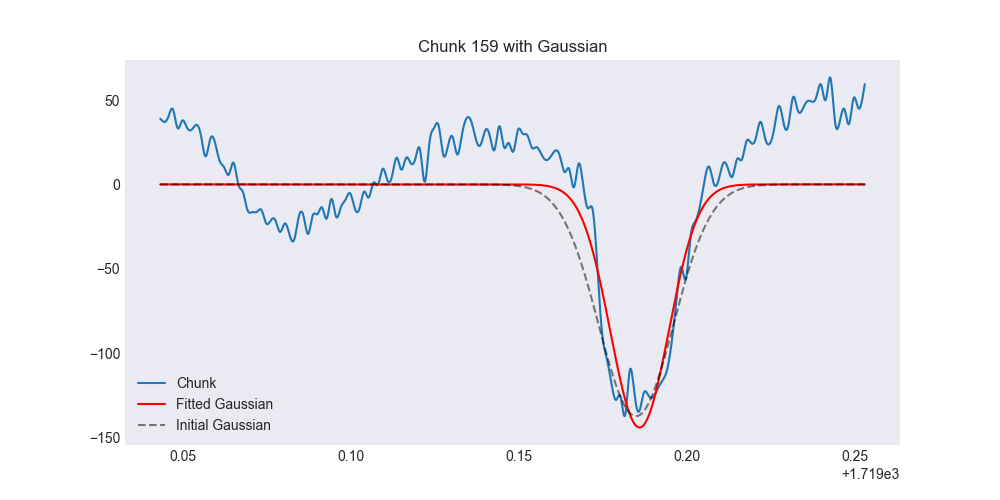 Chunk 159 with Gaussian
50
0
−50
−100
−150
Chunk
Fitted Gaussian
Initial Gaussian
0.05 0.10 0.15 0.20 0.25
+1.719e3